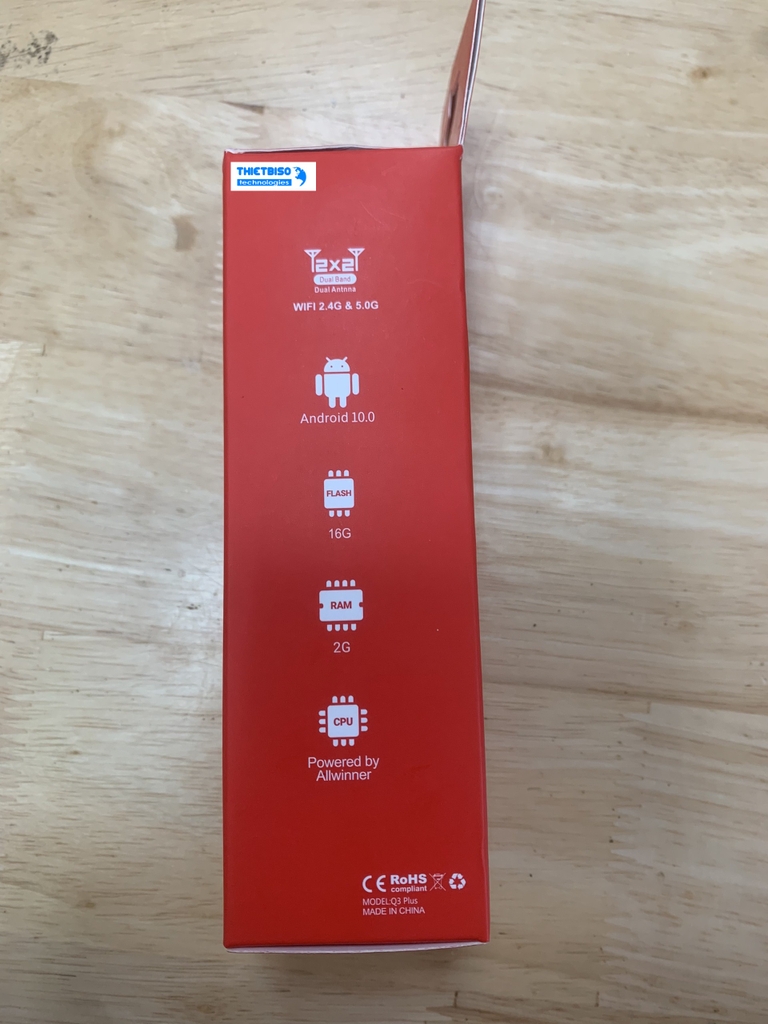 THIETBISO
technologies
2x2
Dual Band
Dual Antnna
WIFI 2.4G & 5.0G
Android 10.0
FLASH
16G
RAM
2G
CPU
Powered by
Allwinner
CE RoHS
compliant
MODEL:Q3 Plus
MADE IN CHINA